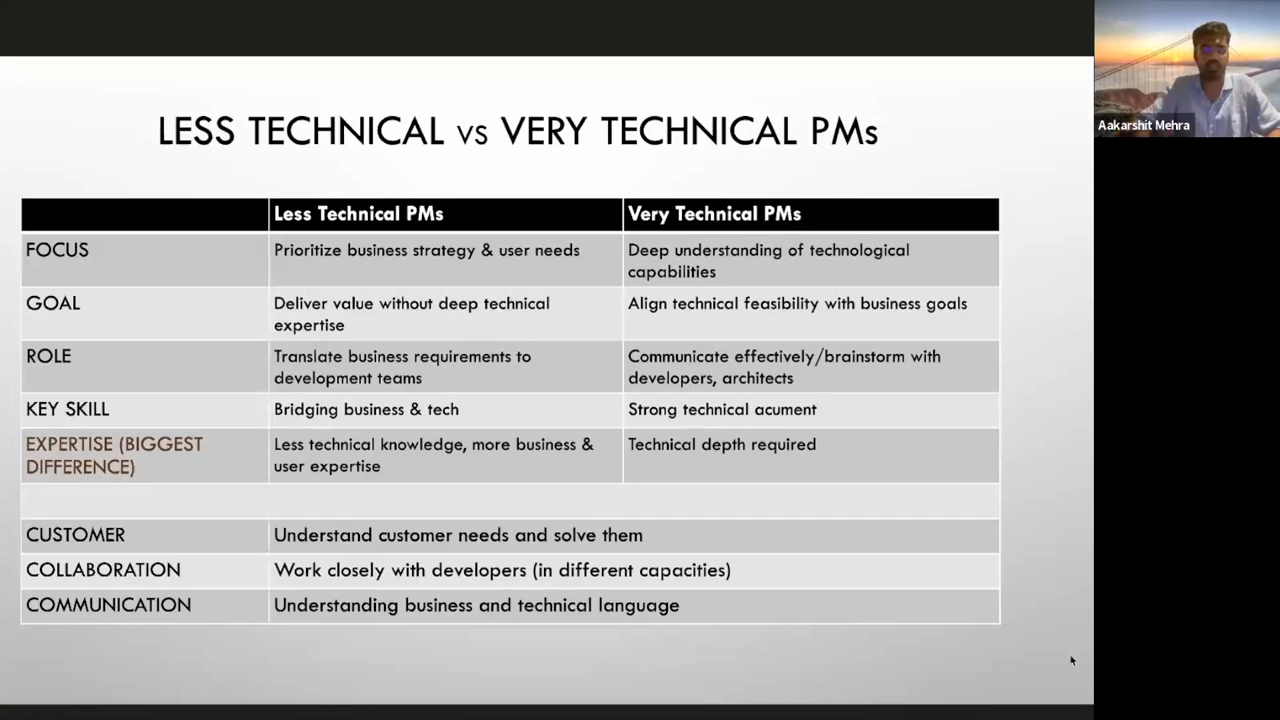 Aakarshit Mehra
LESS TECHNICAL VS VERY TECHNICAL PMs
Less Technical PMs
Very Technical PMs
FOCUS
Prioritize business strategy & user needs
Deep understanding of technological
capabilities
GOAL
Deliver value without deep technical
expertise
Align technical feasibility with business goals
ROLE
Translate business requirements to
development teams
Communicate effectively/brainstorm with
developers, architects
KEY SKILL
Bridging business & tech
Strong technical acument
EXPERTISE (BIGGEST
DIFFERENCE)
Less technical knowledge, more business &
user expertise
Technical depth required
CUSTOMER
Understand customer needs and solve them
COLLABORATION
Work closely with developers (in different capacities)
COMMUNICATION
Understanding business and technical language